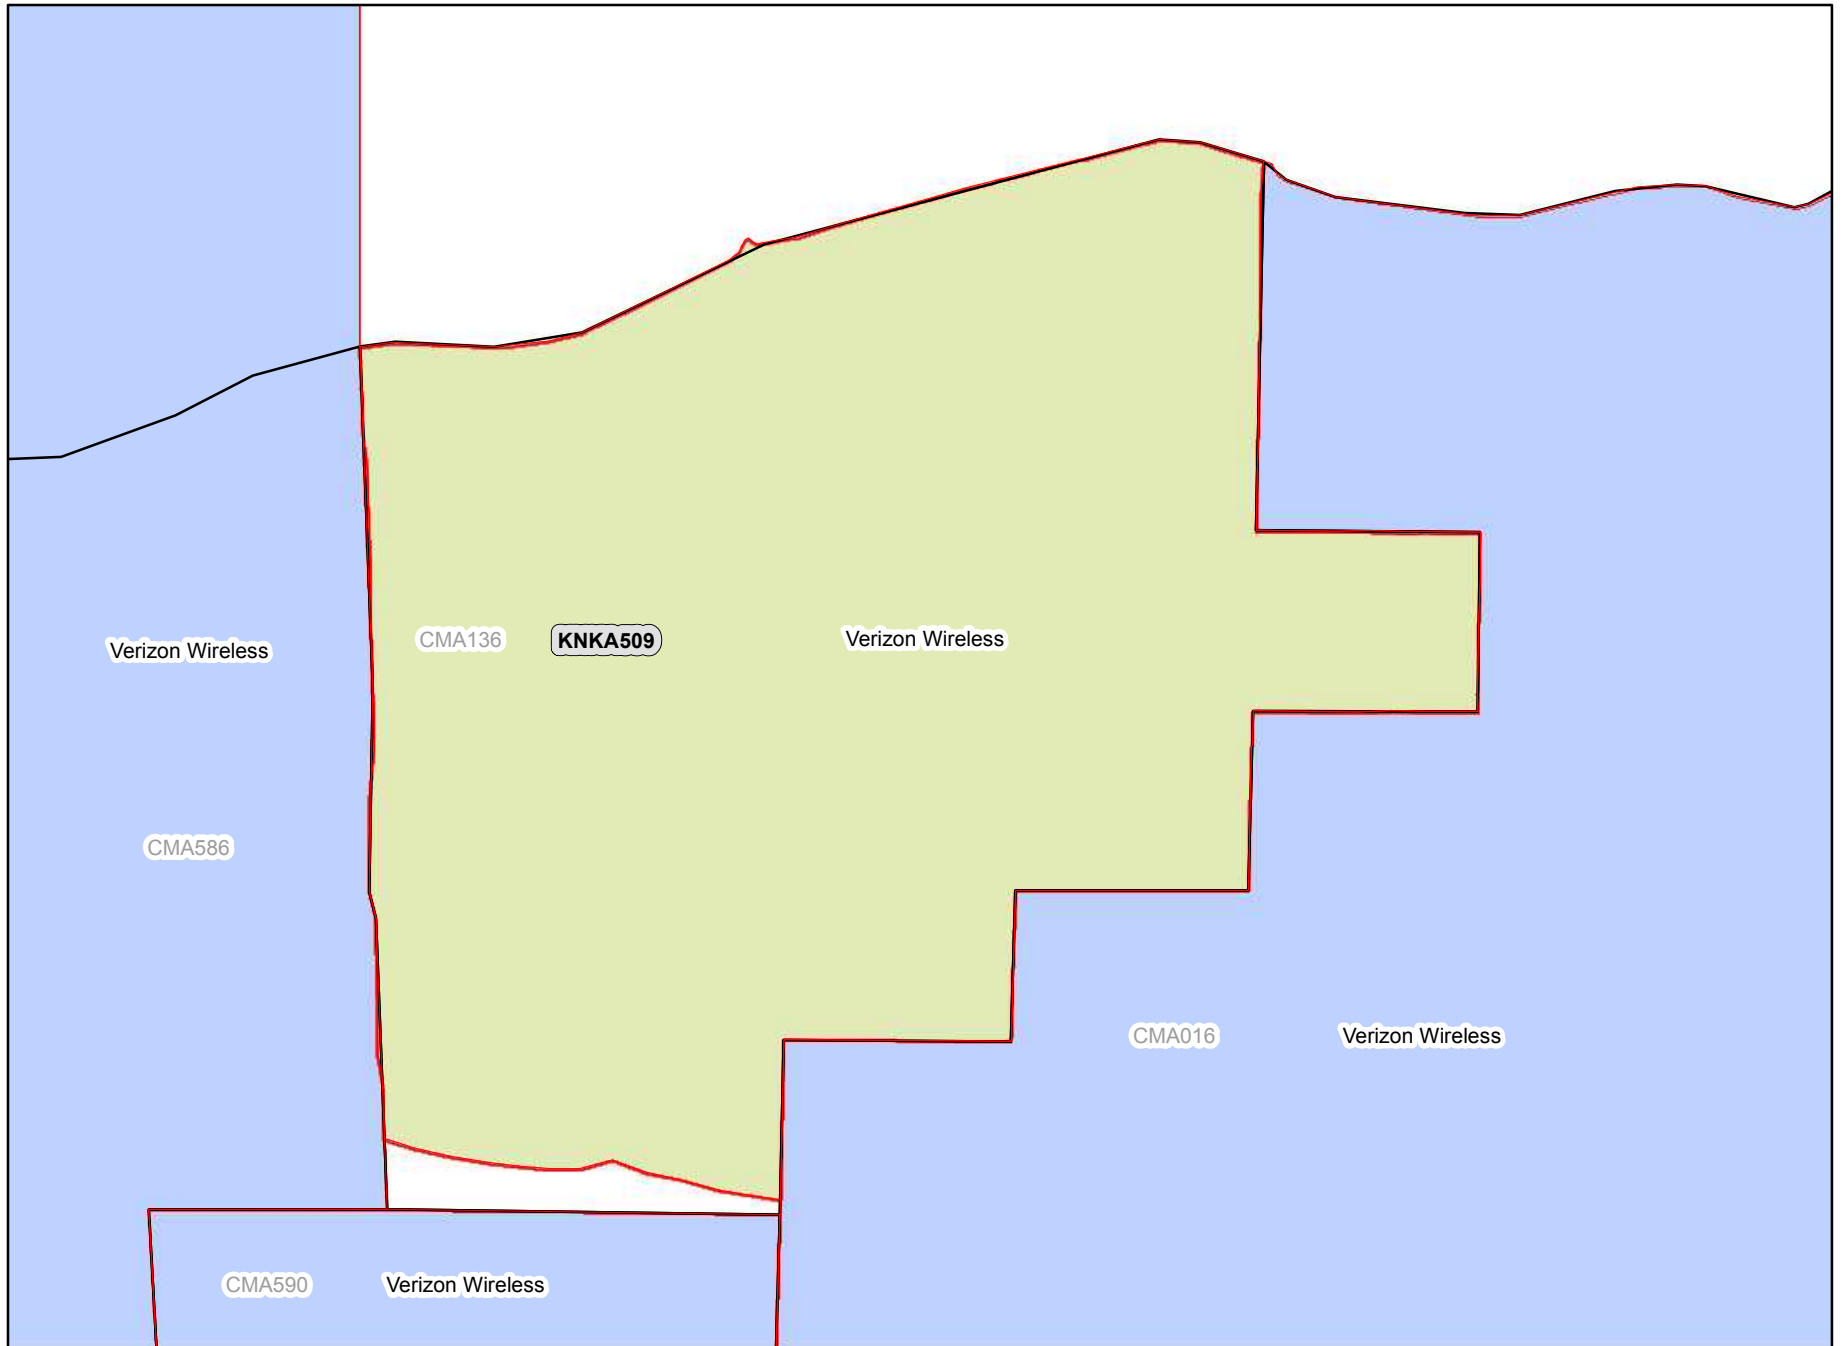 CMA136 KNKA509 Verizon Wireless
Verizon Wireless
CMA586
CMA016 Verizon Wireless
CMA590 Verizon Wireless